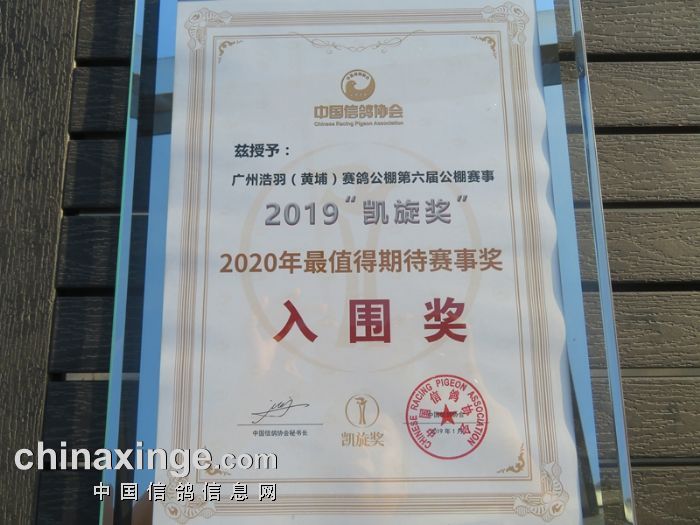 中国信鸽协会
Chinese Racing Pigeon Association
兹授予：
广州浩羽（黄埔）赛鸽公棚第六届公棚赛事
2019“凯旋奖”
2020年最值得期待赛事奖
入围奖
中国信鸽协会秘书长
凯旋奖
CHINESE RACING PIGEON ASSOCIATION
中国信鸽协会
chinaxinge.com
中国信鸽信息网